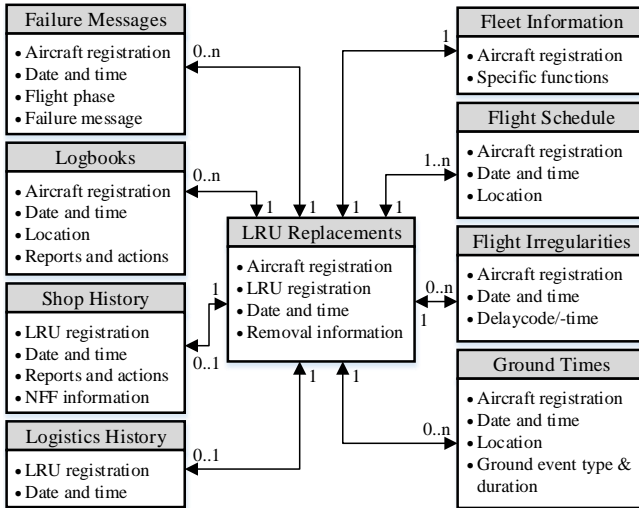 Failure Messages
• Aircraft registration
• Date and time
• Flight phase
• Failure message
0..n
1
Logbooks
• Aircraft registration
• Date and time
• Location
• Reports and actions
0..n
1
Shop History
• LRU registration
• Date and time
• Reports and actions
• NFF information
0..1
1
Logistics History
• LRU registration
• Date and time
0..1
1
LRU Replacements
• Aircraft registration
• LRU registration
• Date and time
• Removal information
Fleet Information
• Aircraft registration
• Specific functions
1
1
Flight Schedule
• Aircraft registration
• Date and time
• Location
1..n
1
Flight Irregularities
• Aircraft registration
• Date and time
• Delaycode/-time
0..n
1
Ground Times
• Aircraft registration
• Date and time
• Location
• Ground event type &
duration
0..n
1